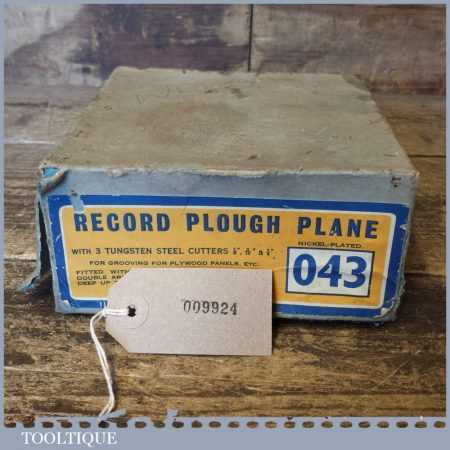 RECORD PLOUGH PLANE
NICKEL-PLATED.
WITH 3 TUNGSTEN STEEL CUTTERS
FOR GROOVING FOR PLYWOOD PANELS, ETC.
043
FITTED WITH
DOUBLE AR
DEEP UP
009924
TOOLTIQUE